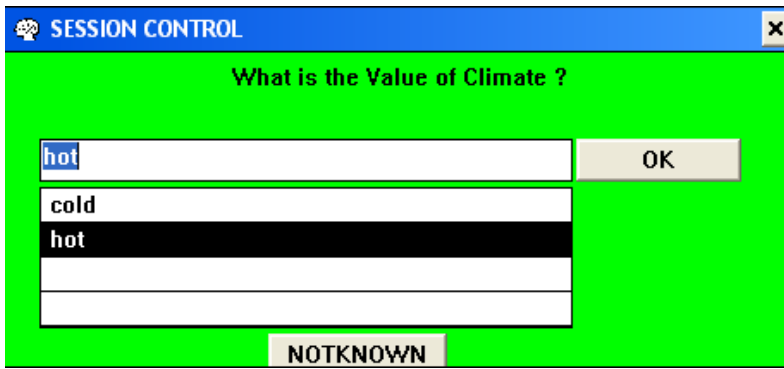 SESSION CONTROL
What is the Value of Climate ?
hot OK
cold
hot
NOTKNOWN